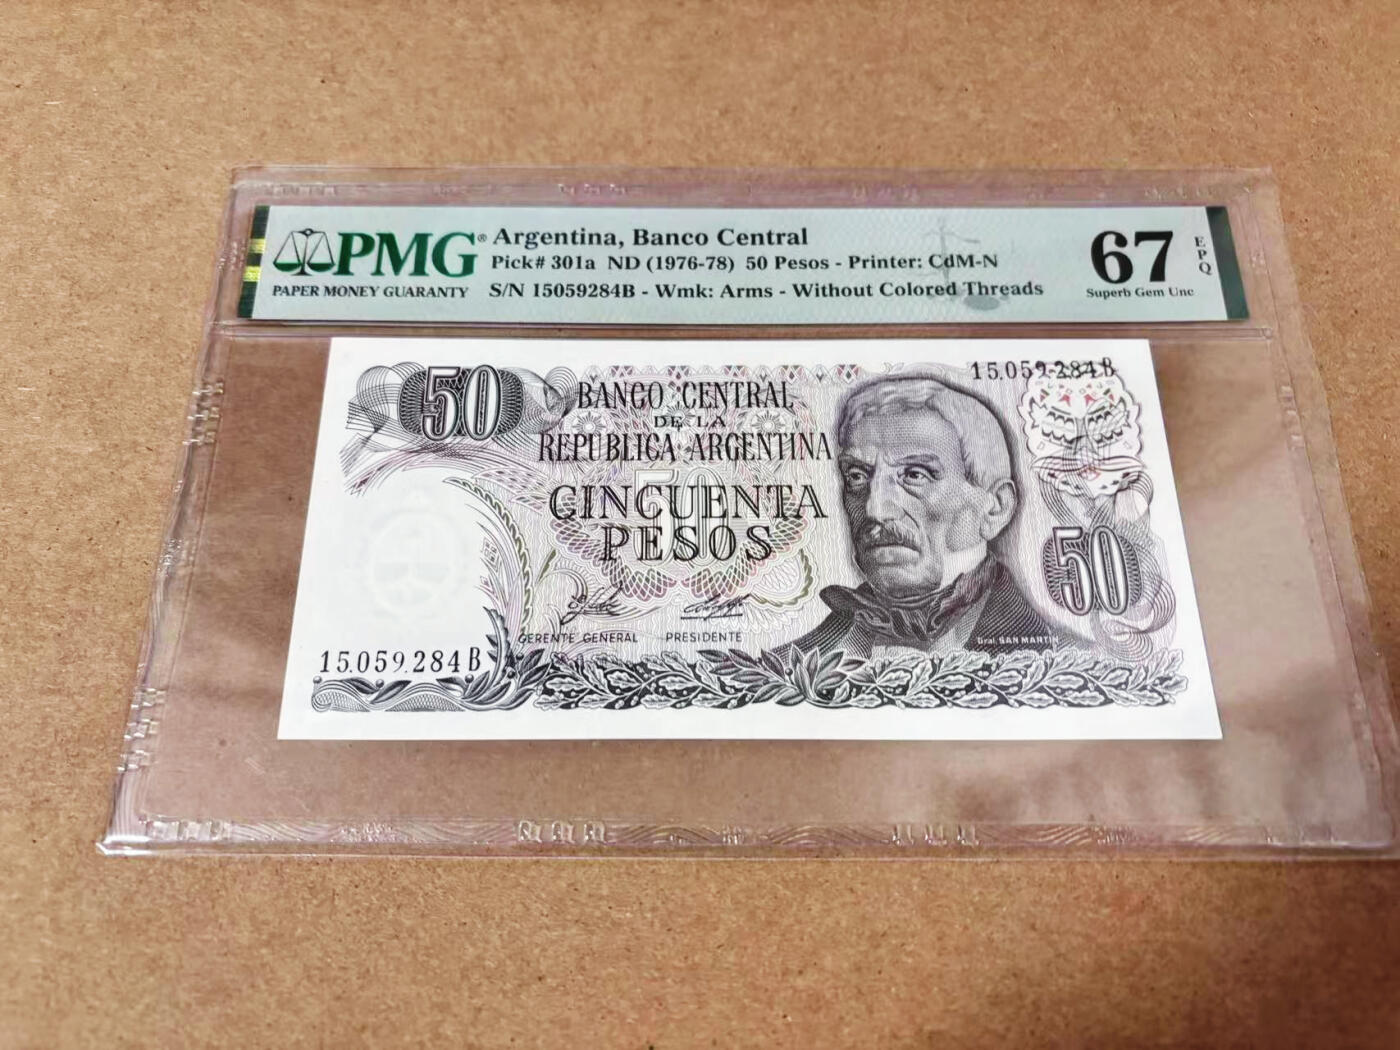 PMG®
PAPER MONEY GUARANTY
Argentina, Banco Central
Pick# 301a ND (1976-78) 50 Pesos - Printer: CdM-N
S/N 15059284B - Wmk: Arms - Without Colored Threads
67
EPQ
Superb Gem Unc
50
BANCO CENTRAL
DE LA
REPUBLICA ARGENTINA
15.059.284B
50
CINCUENTA
PESOS
50
GERENTE GENERAL
PRESIDENTE
Gral. SAN MARTIN
15.059.284B